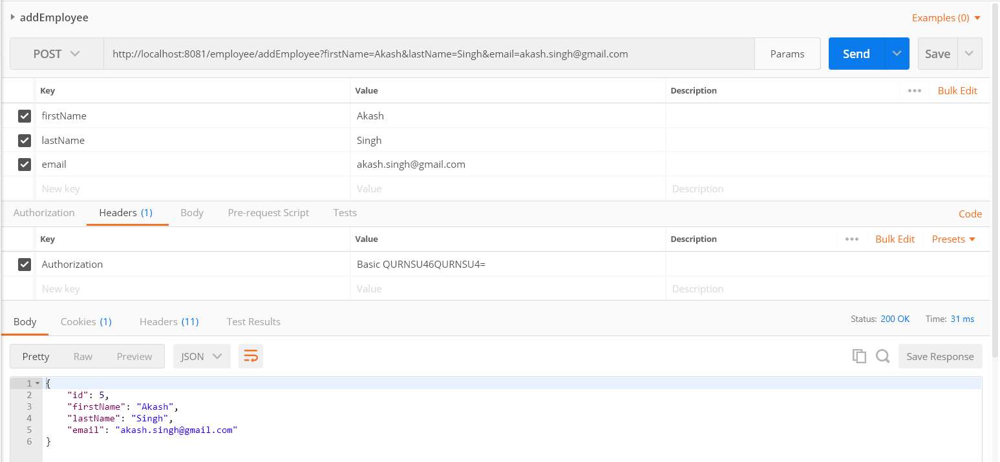 addEmployee Examples (0)
POST http://localhost:8081/employee/addEmployee?firstName=Akash&lastName=Singh&email=akash.singh@gmail.com Params Send Save
Key Value Description ••• Bulk Edit
firstName Akash
lastName Singh
email akash.singh@gmail.com
New key Value Description
Authorization Headers (1) Body Pre-request Script Tests Code
Key Value Description ••• Bulk Edit Presets
Authorization Basic QURNSU46QURNSU4=
New key Value Description
Body Cookies (1) Headers (11) Test Results Status: 200 OK Time: 31 ms
Pretty Raw Preview JSON Save Response
1 {
2 "id": 5,
3 "firstName": "Akash",
4 "lastName": "Singh",
5 "email": "akash.singh@gmail.com"
6 }